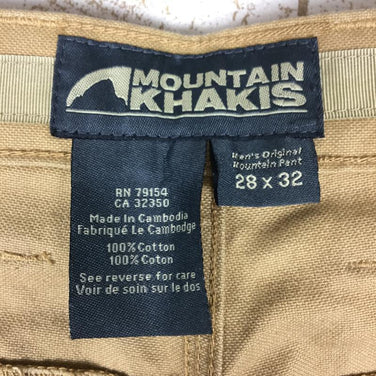 MOUNTAIN
KHAKIS
Men's Original
Mountain Pant
28 x 32
RN 79154
CA 32350
Made in Cambodia
Fabriqué Le Cambodge
100% Cotton
100% Coton
See reverse for care
Voir de soin sur le dos